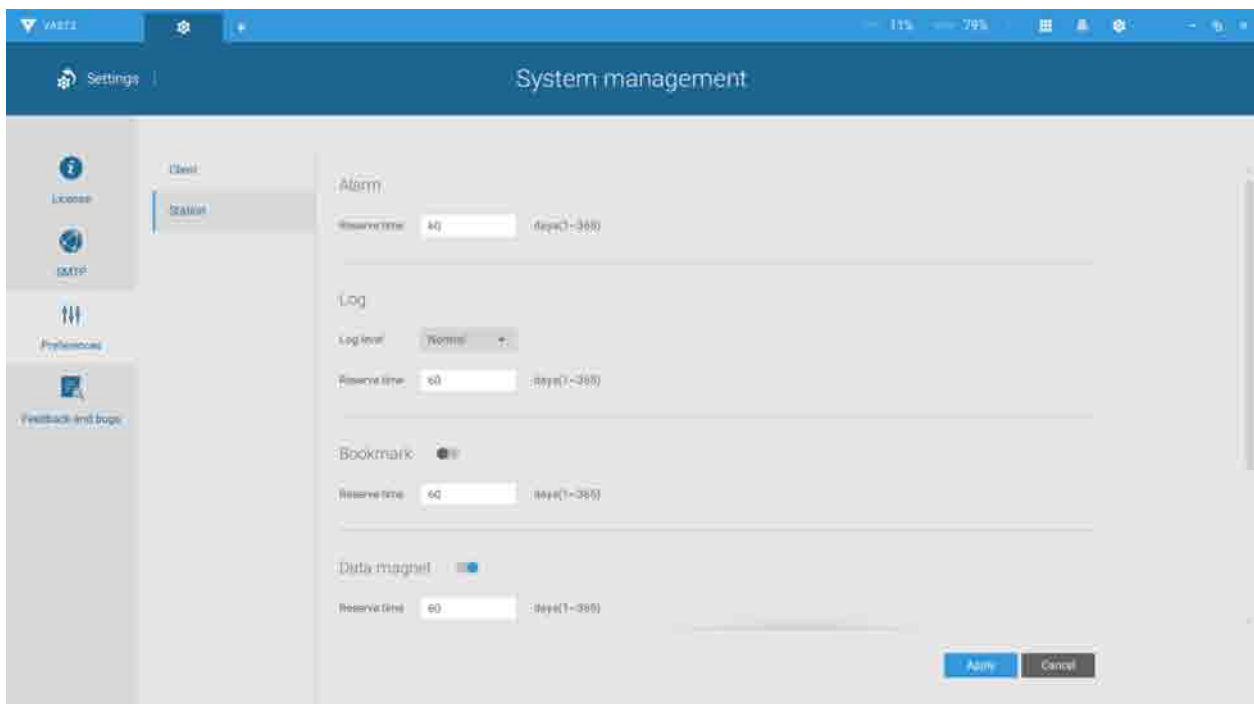 VAST2
11%
79%
Settings
System management
License
SMTP
Preferences
Feedback and bugs
Client
Station
Alarm
Reserve time 60 days(1~365)
Log
Log level Normal
Reserve time 60 days(1~365)
Bookmark
Reserve time 60 days(1~365)
Data magnet
Reserve time 60 days(1~365)
Apply Cancel